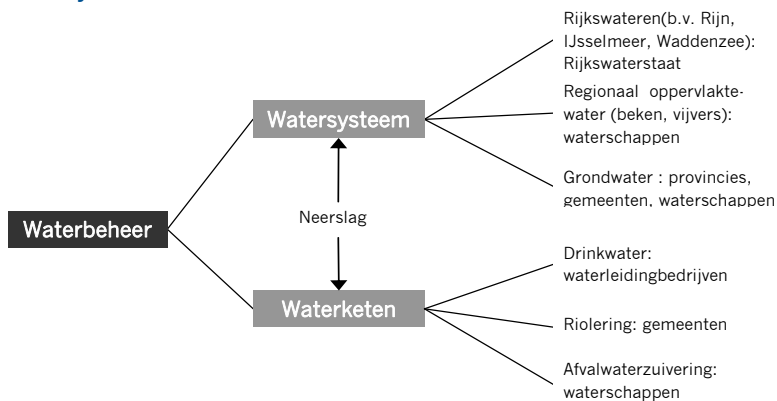 Rijkswateren(b.v. Rijn,
IJsselmeer, Waddenzee):
Rijkswaterstaat
Regionaal oppervlakte-
water (beken, vijvers):
waterschappen
Grondwater : provincies,
gemeenten, waterschappen
Watersysteem
Neerslag
Waterbeheer
Waterketen
Drinkwater:
waterleidingbedrijven
Riolering: gemeenten
Afvalwaterzuivering:
waterschappen